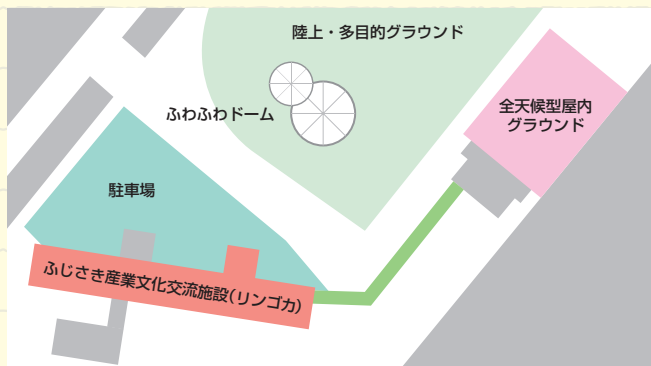 陸上・多目的グラウンド
全天候型屋内
グラウンド
ふわふわドーム
駐車場
ふじさき産業文化交流施設(リンゴカ)